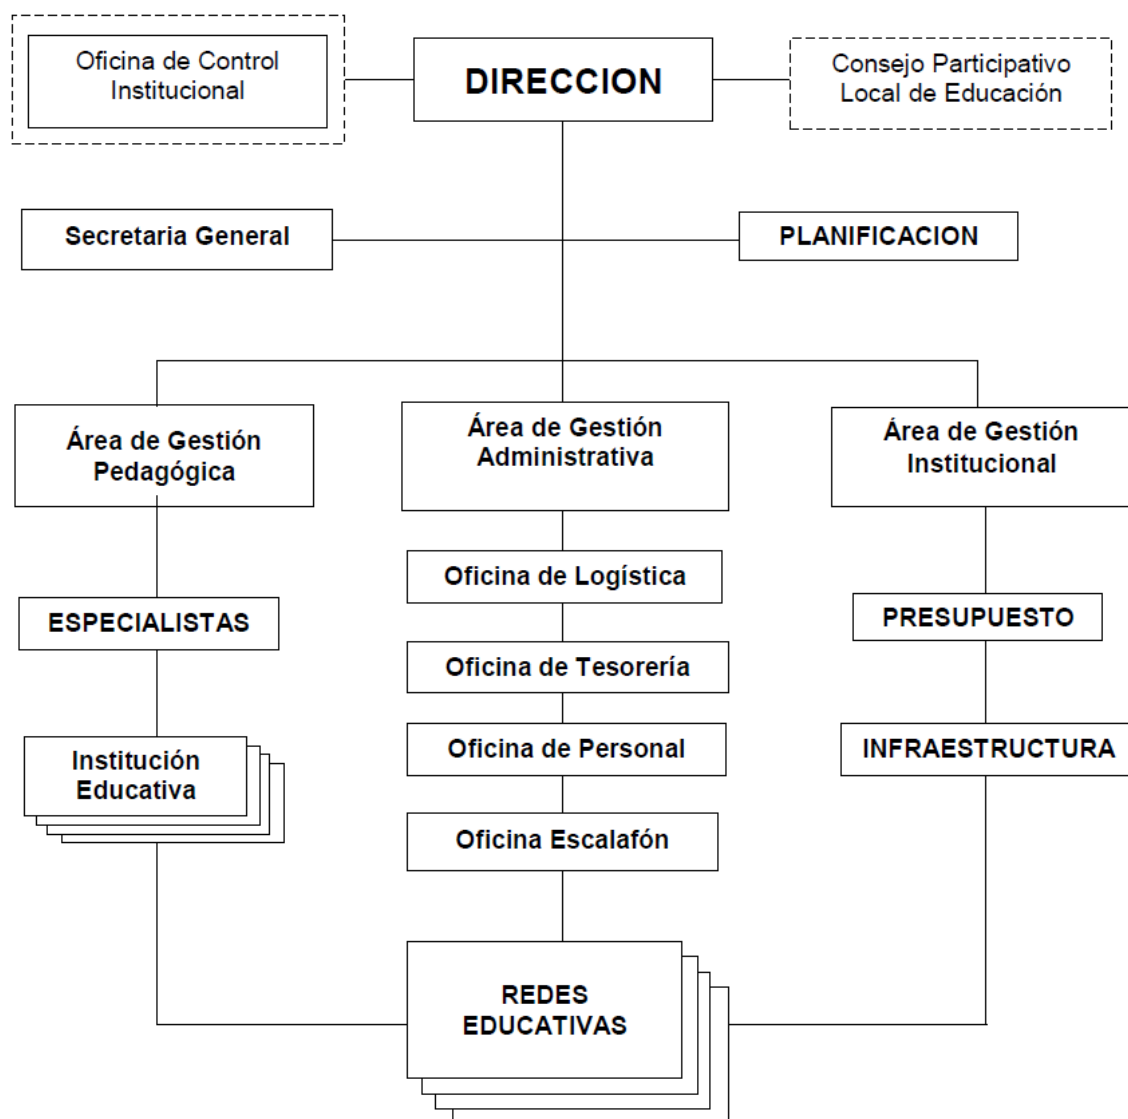 Oficina de Control
Institucional
DIRECCION
Consejo Participativo
Local de Educación
Secretaria General
PLANIFICACION
Área de Gestión
Pedagógica
Área de Gestión
Administrativa
Área de Gestión
Institucional
Oficina de Logística
ESPECIALISTAS
PRESUPUESTO
Oficina de Tesorería
Institución
Educativa
Oficina de Personal
INFRAESTRUCTURA
Oficina Escalafón
REDES
EDUCATIVAS